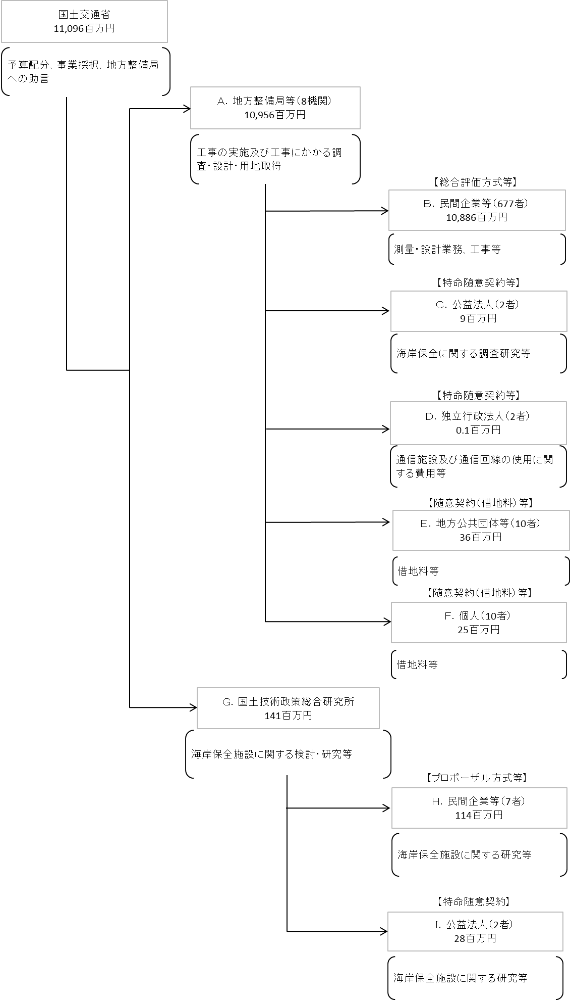 国土交通省
11,096百万円
予算配分、事業採択、地方整備局
への助言
Ａ．地方整備局等（8機関）
10,956百万円
工事の実施及び工事にかかる調
査・設計・用地取得
【総合評価方式等】
Ｂ．民間企業等（677者）
10,886百万円
測量・設計業務、工事等
【特命随意契約等】
Ｃ．公益法人（2者）
9百万円
海岸保全に関する調査研究等
【特命随意契約等】
Ｄ．独立行政法人（2者）
0.1百万円
通信施設及び通信回線の使用に関
する費用等
【随意契約（借地料）等】
Ｅ．地方公共団体等（10者）
36百万円
借地料等
【随意契約（借地料）等】
Ｆ．個人（10者）
25百万円
借地料等
Ｇ．国土技術政策総合研究所
141百万円
海岸保全施設に関する検討・研究等
【プロポーザル方式等】
Ｈ．民間企業等（7者）
114百万円
海岸保全施設に関する研究等
【特命随意契約】
Ｉ．公益法人（2者）
28百万円
海岸保全施設に関する研究等